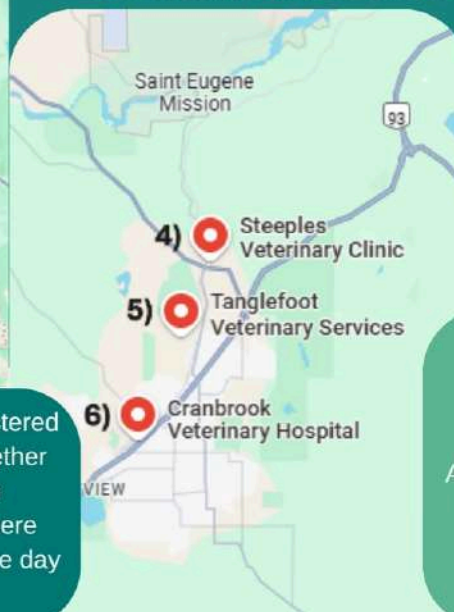 Saint Eugene
Mission
93
4)
Steeples
Veterinary Clinic
5)
Tanglefoot
Veterinary Services
6)
Cranbrook
Veterinary Hospital
VIEW
A